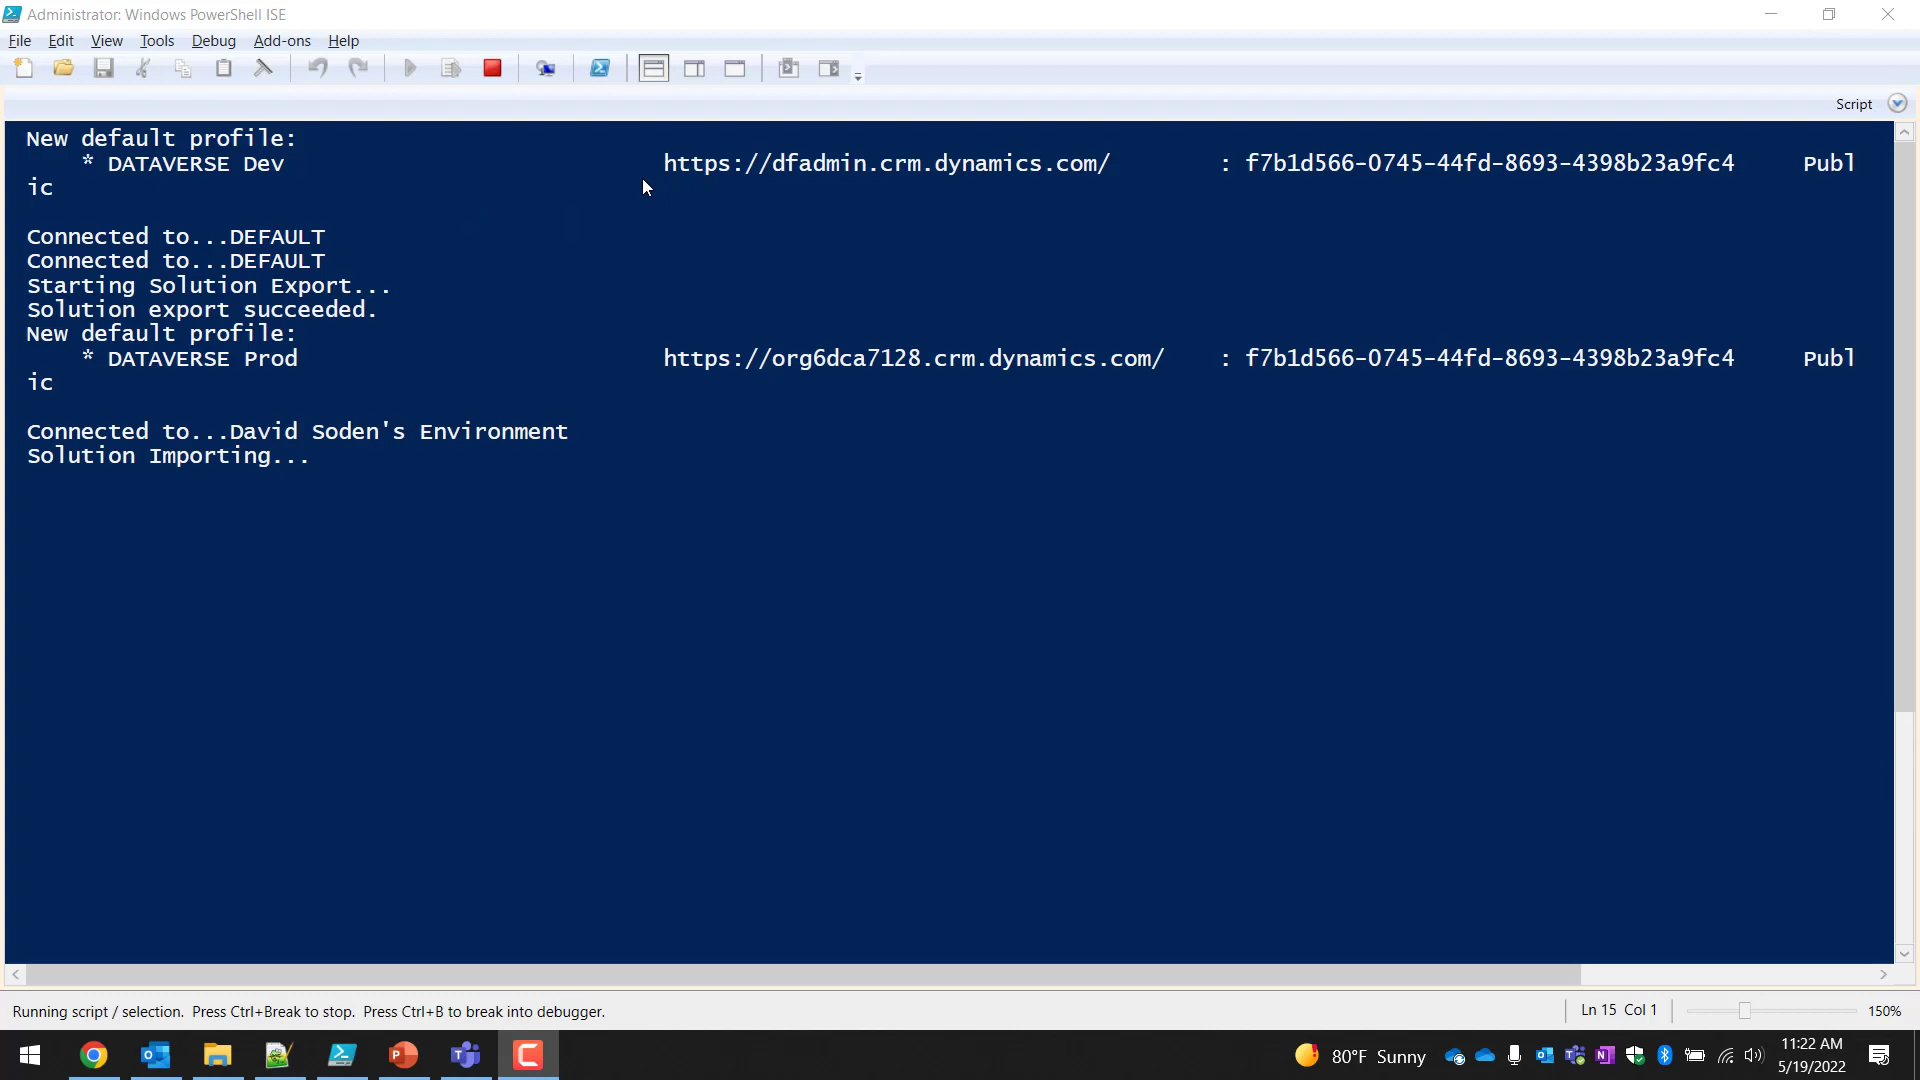 Administrator: Windows PowerShell ISE
File Edit View Tools Debug Add-ons Help
Script
New default profile:
* DATAVERSE Dev https://dfadmin.crm.dynamics.com/ : f7b1d566-0745-44fd-8693-4398b23a9fc4 Publ
ic
Connected to...DEFAULT
Connected to...DEFAULT
Starting Solution Export...
Solution export succeeded.
New default profile:
* DATAVERSE Prod https://org6dca7128.crm.dynamics.com/ : f7b1d566-0745-44fd-8693-4398b23a9fc4 Publ
ic
Connected to...David Soden's Environment
Solution Importing...
Running script / selection. Press Ctrl+Break to stop. Press Ctrl+B to break into debugger.
Ln 15 Col 1
150%
80°F Sunny
11:22 AM
5/19/2022